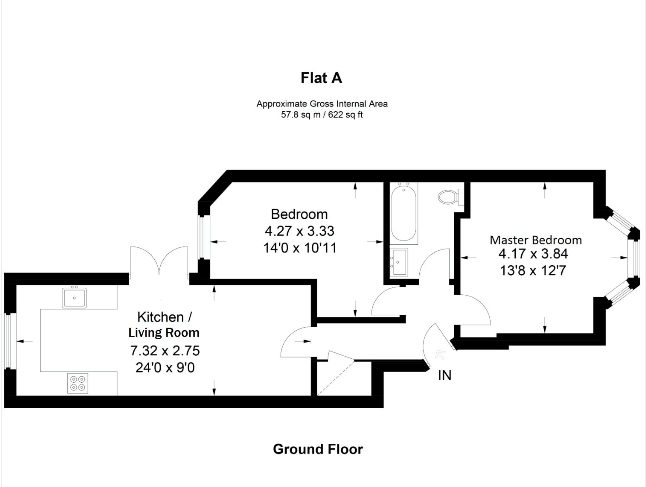 Flat A
Approximate Gross Internal Area
57.8 sq m / 622 sq ft
Bedroom
4.27 x 3.33
14'0 x 10'11
Master Bedroom
4.17 x 3.84
13'8 x 12'7
Kitchen /
Living Room
7.32 x 2.75
24'0 x 9'0
IN
Ground Floor